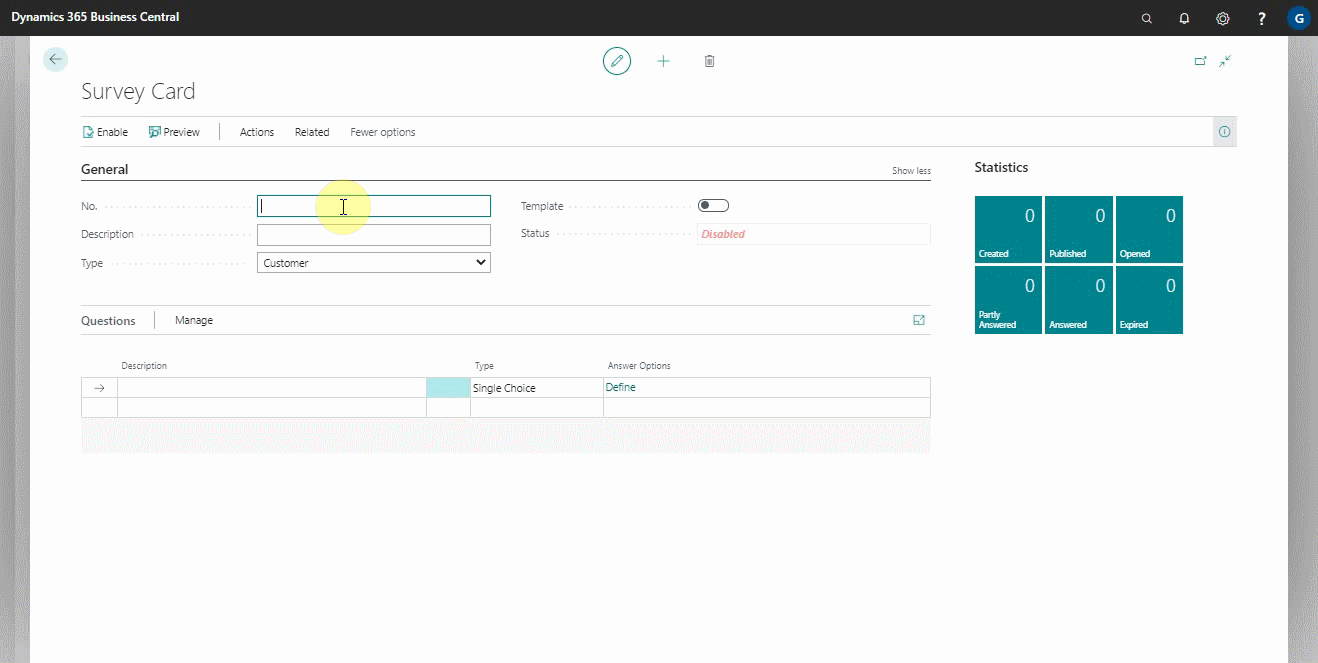 Dynamics 365 Business Central
?
G
Survey Card
Enable Preview Actions Related Fewer options
General Show less
No.
Description
Type Customer
Template
Status Disabled
Questions Manage
Description Type Answer Options
Single Choice Define
Statistics
0 0 0
Created Published Opened
0 0 0
Partly
Answered Answered Expired